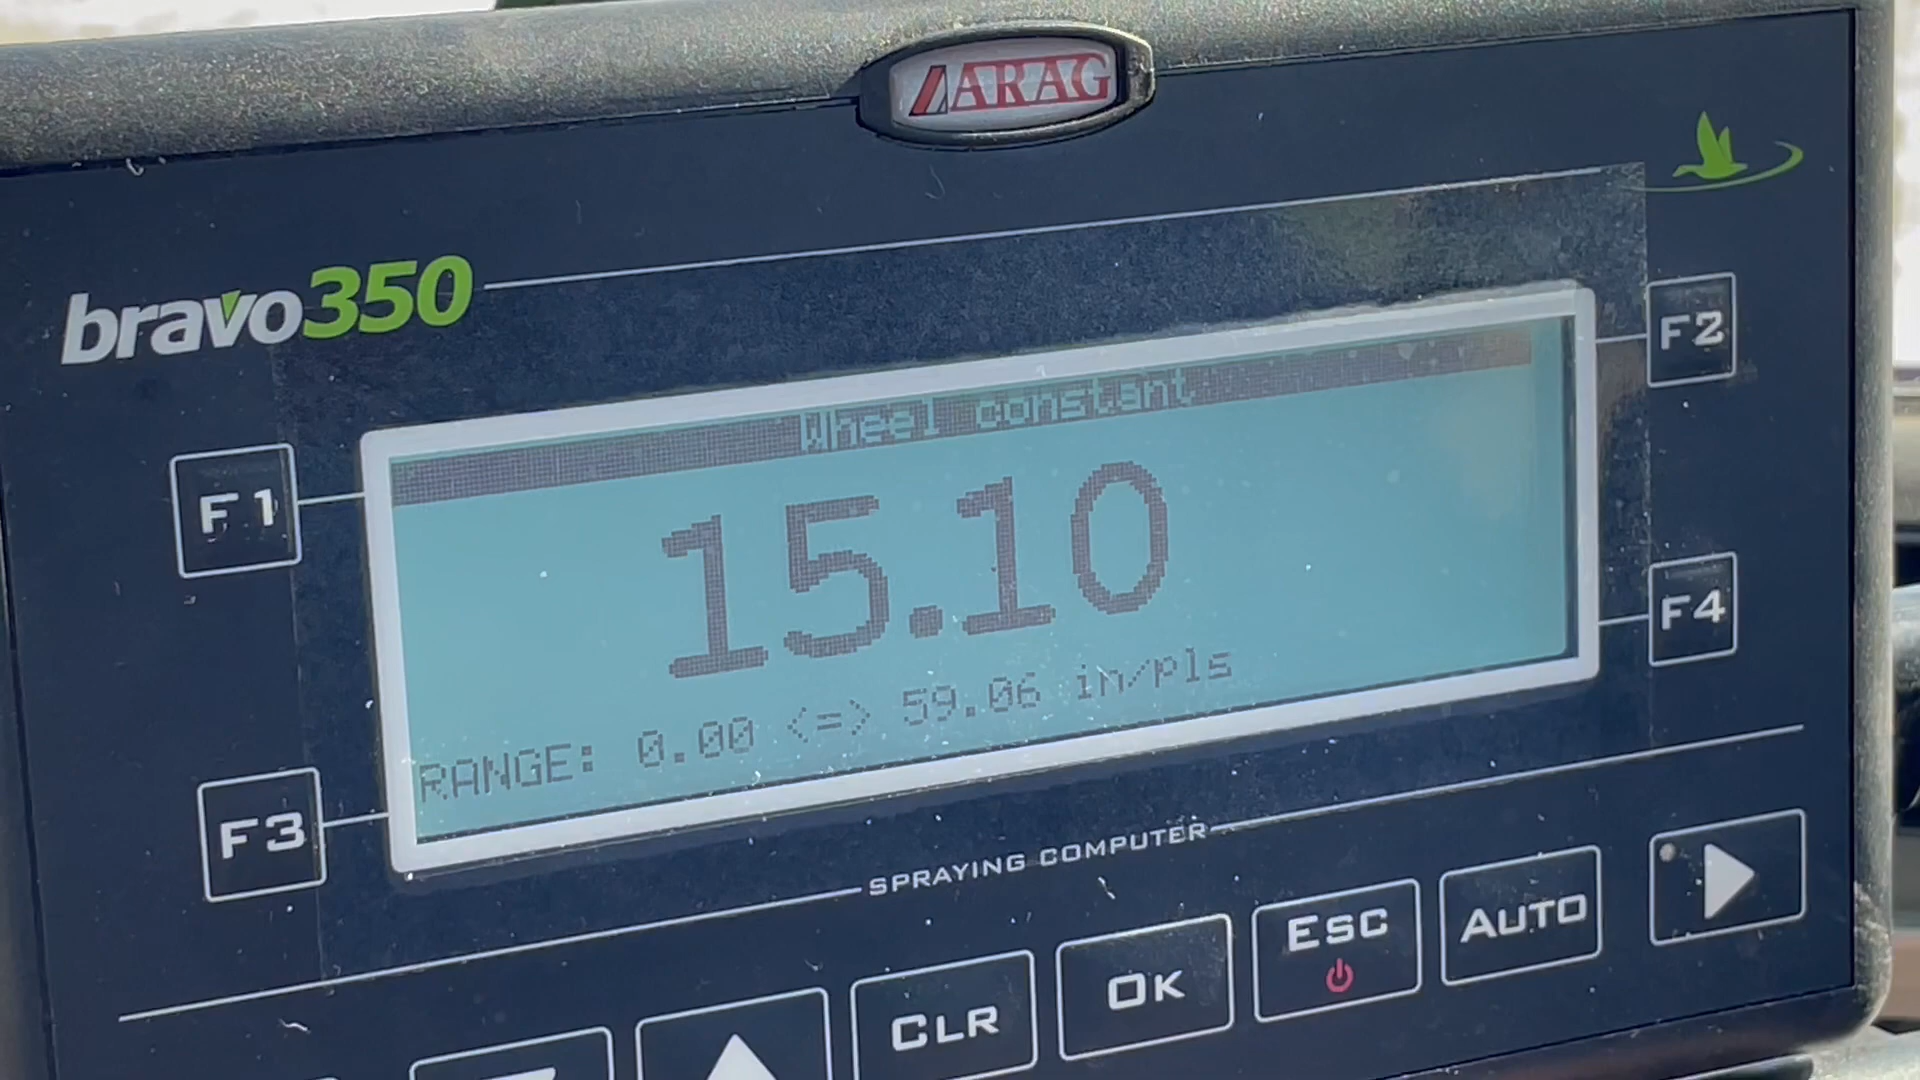 ARAG
bravo350
F1
F2
F3
F4
Wheel constant
15.10
RANGE: 0.00 <=> 59.06 in/pls
SPRAYING COMPUTER
CLR
OK
ESC
AUTO